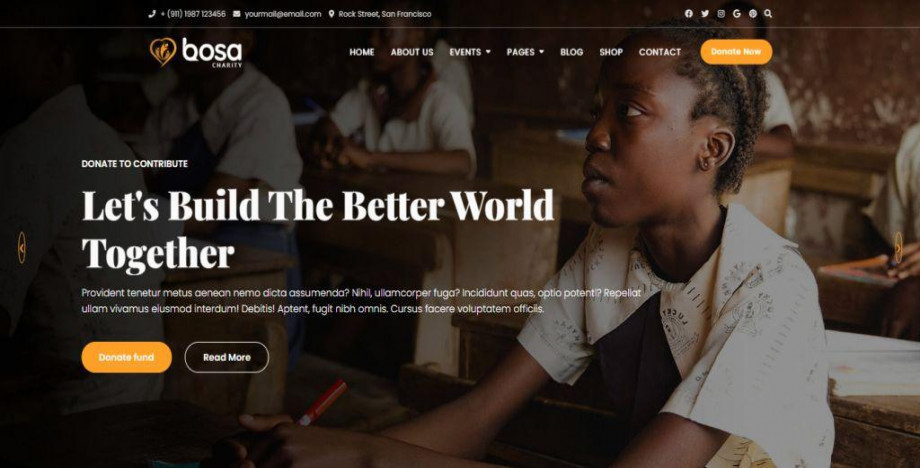 + (911) 1987 123456 yourmail@email.com Rock Street, San Francisco
bosa
CHARITY
HOME ABOUT US EVENTS PAGES BLOG SHOP CONTACT Donate Now
DONATE TO CONTRIBUTE
Let's Build The Better World
Together
Provident tenetur metus aenean nemo dicta assumenda? Nihil, ullamcorper fuga? Incididunt quas, optio potenti? Repellat
ullam vivamus eiusmod interdum! Debitis! Aptent, fugit nibh omnis. Cursus facere voluptatem officiis.
Donate fund Read More